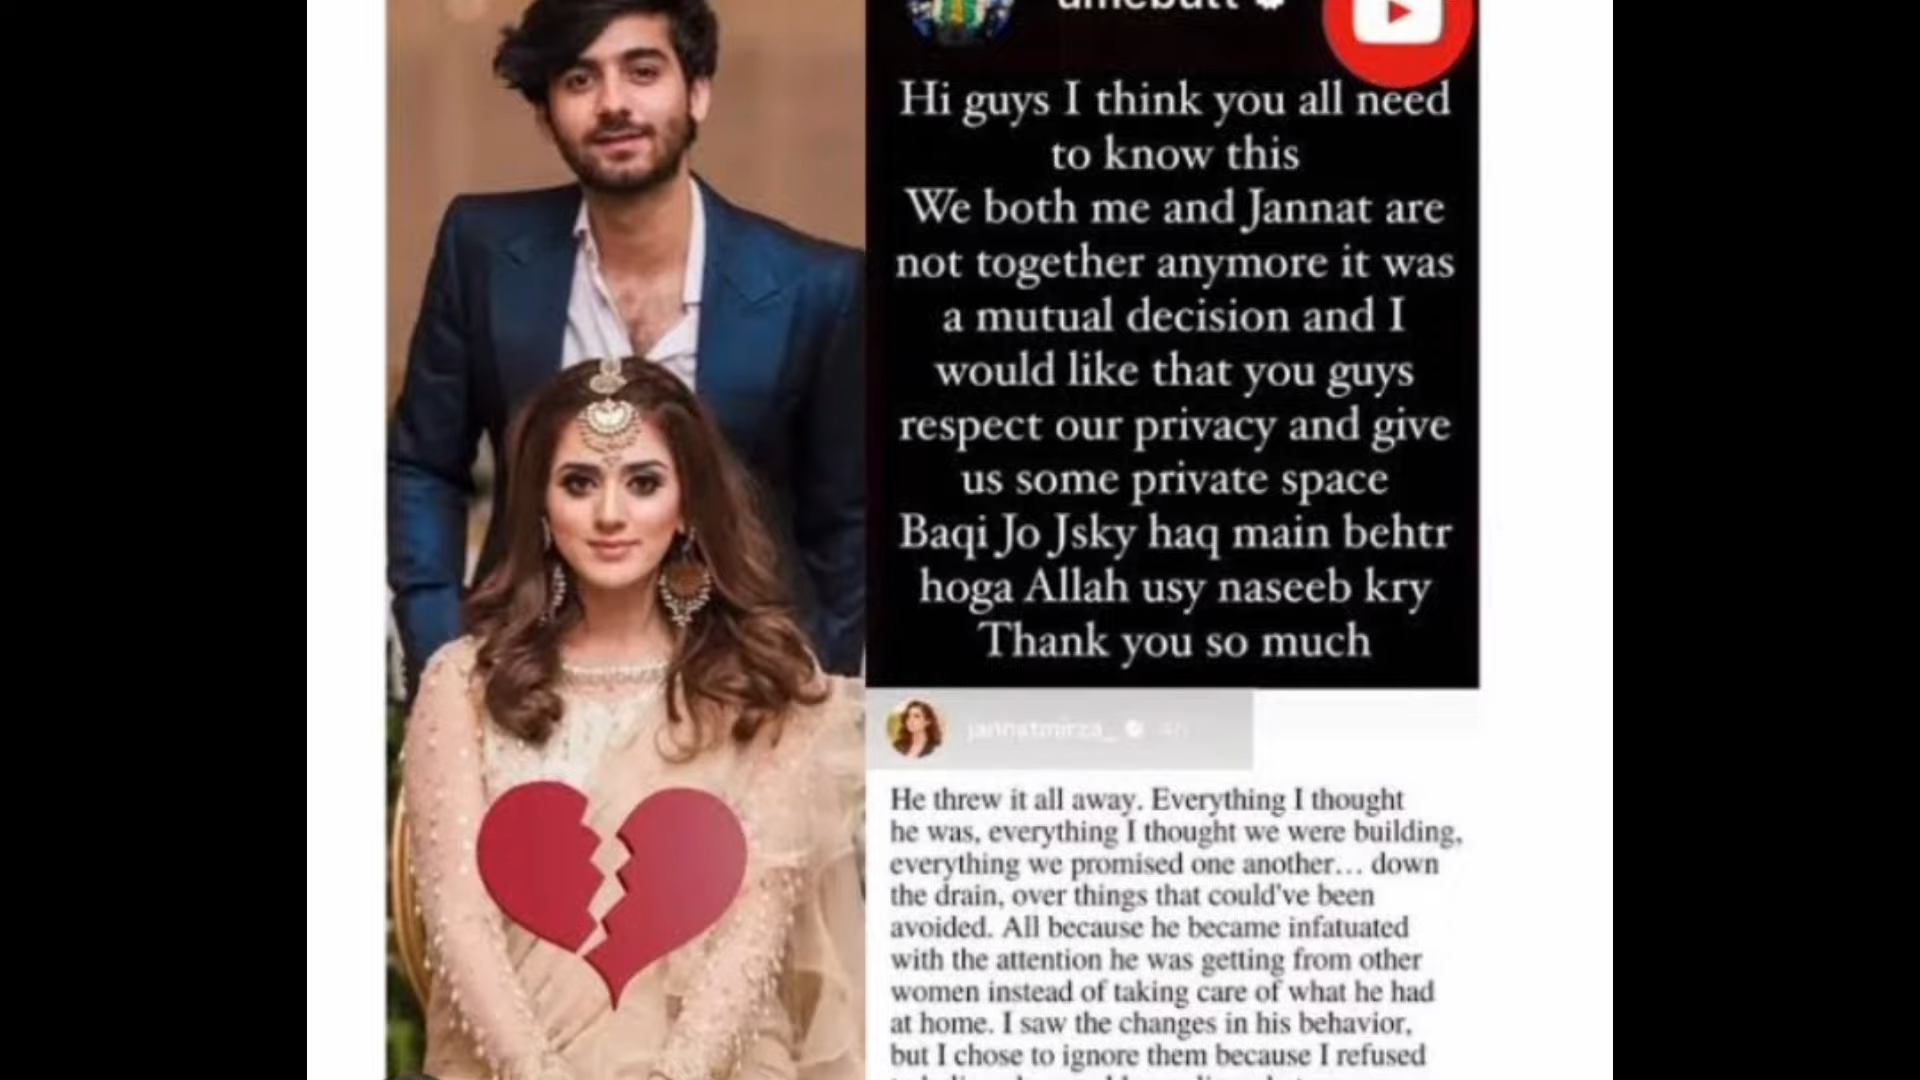 Hi guys I think you all need
to know this
We both me and Jannat are
not together anymore it was
a mutual decision and I
would like that you guys
respect our privacy and give
us some private space
Baqi Jo Jsky haq main behtr
hoga Allah usy naseeb kry
Thank you so much
jannatmirza_ 4h
He threw it all away. Everything I thought
he was, everything I thought we were building,
everything we promised one another… down
the drain, over things that could've been
avoided. All because he became infatuated
with the attention he was getting from other
women instead of taking care of what he had
at home. I saw the changes in his behavior,
but I chose to ignore them because I refused